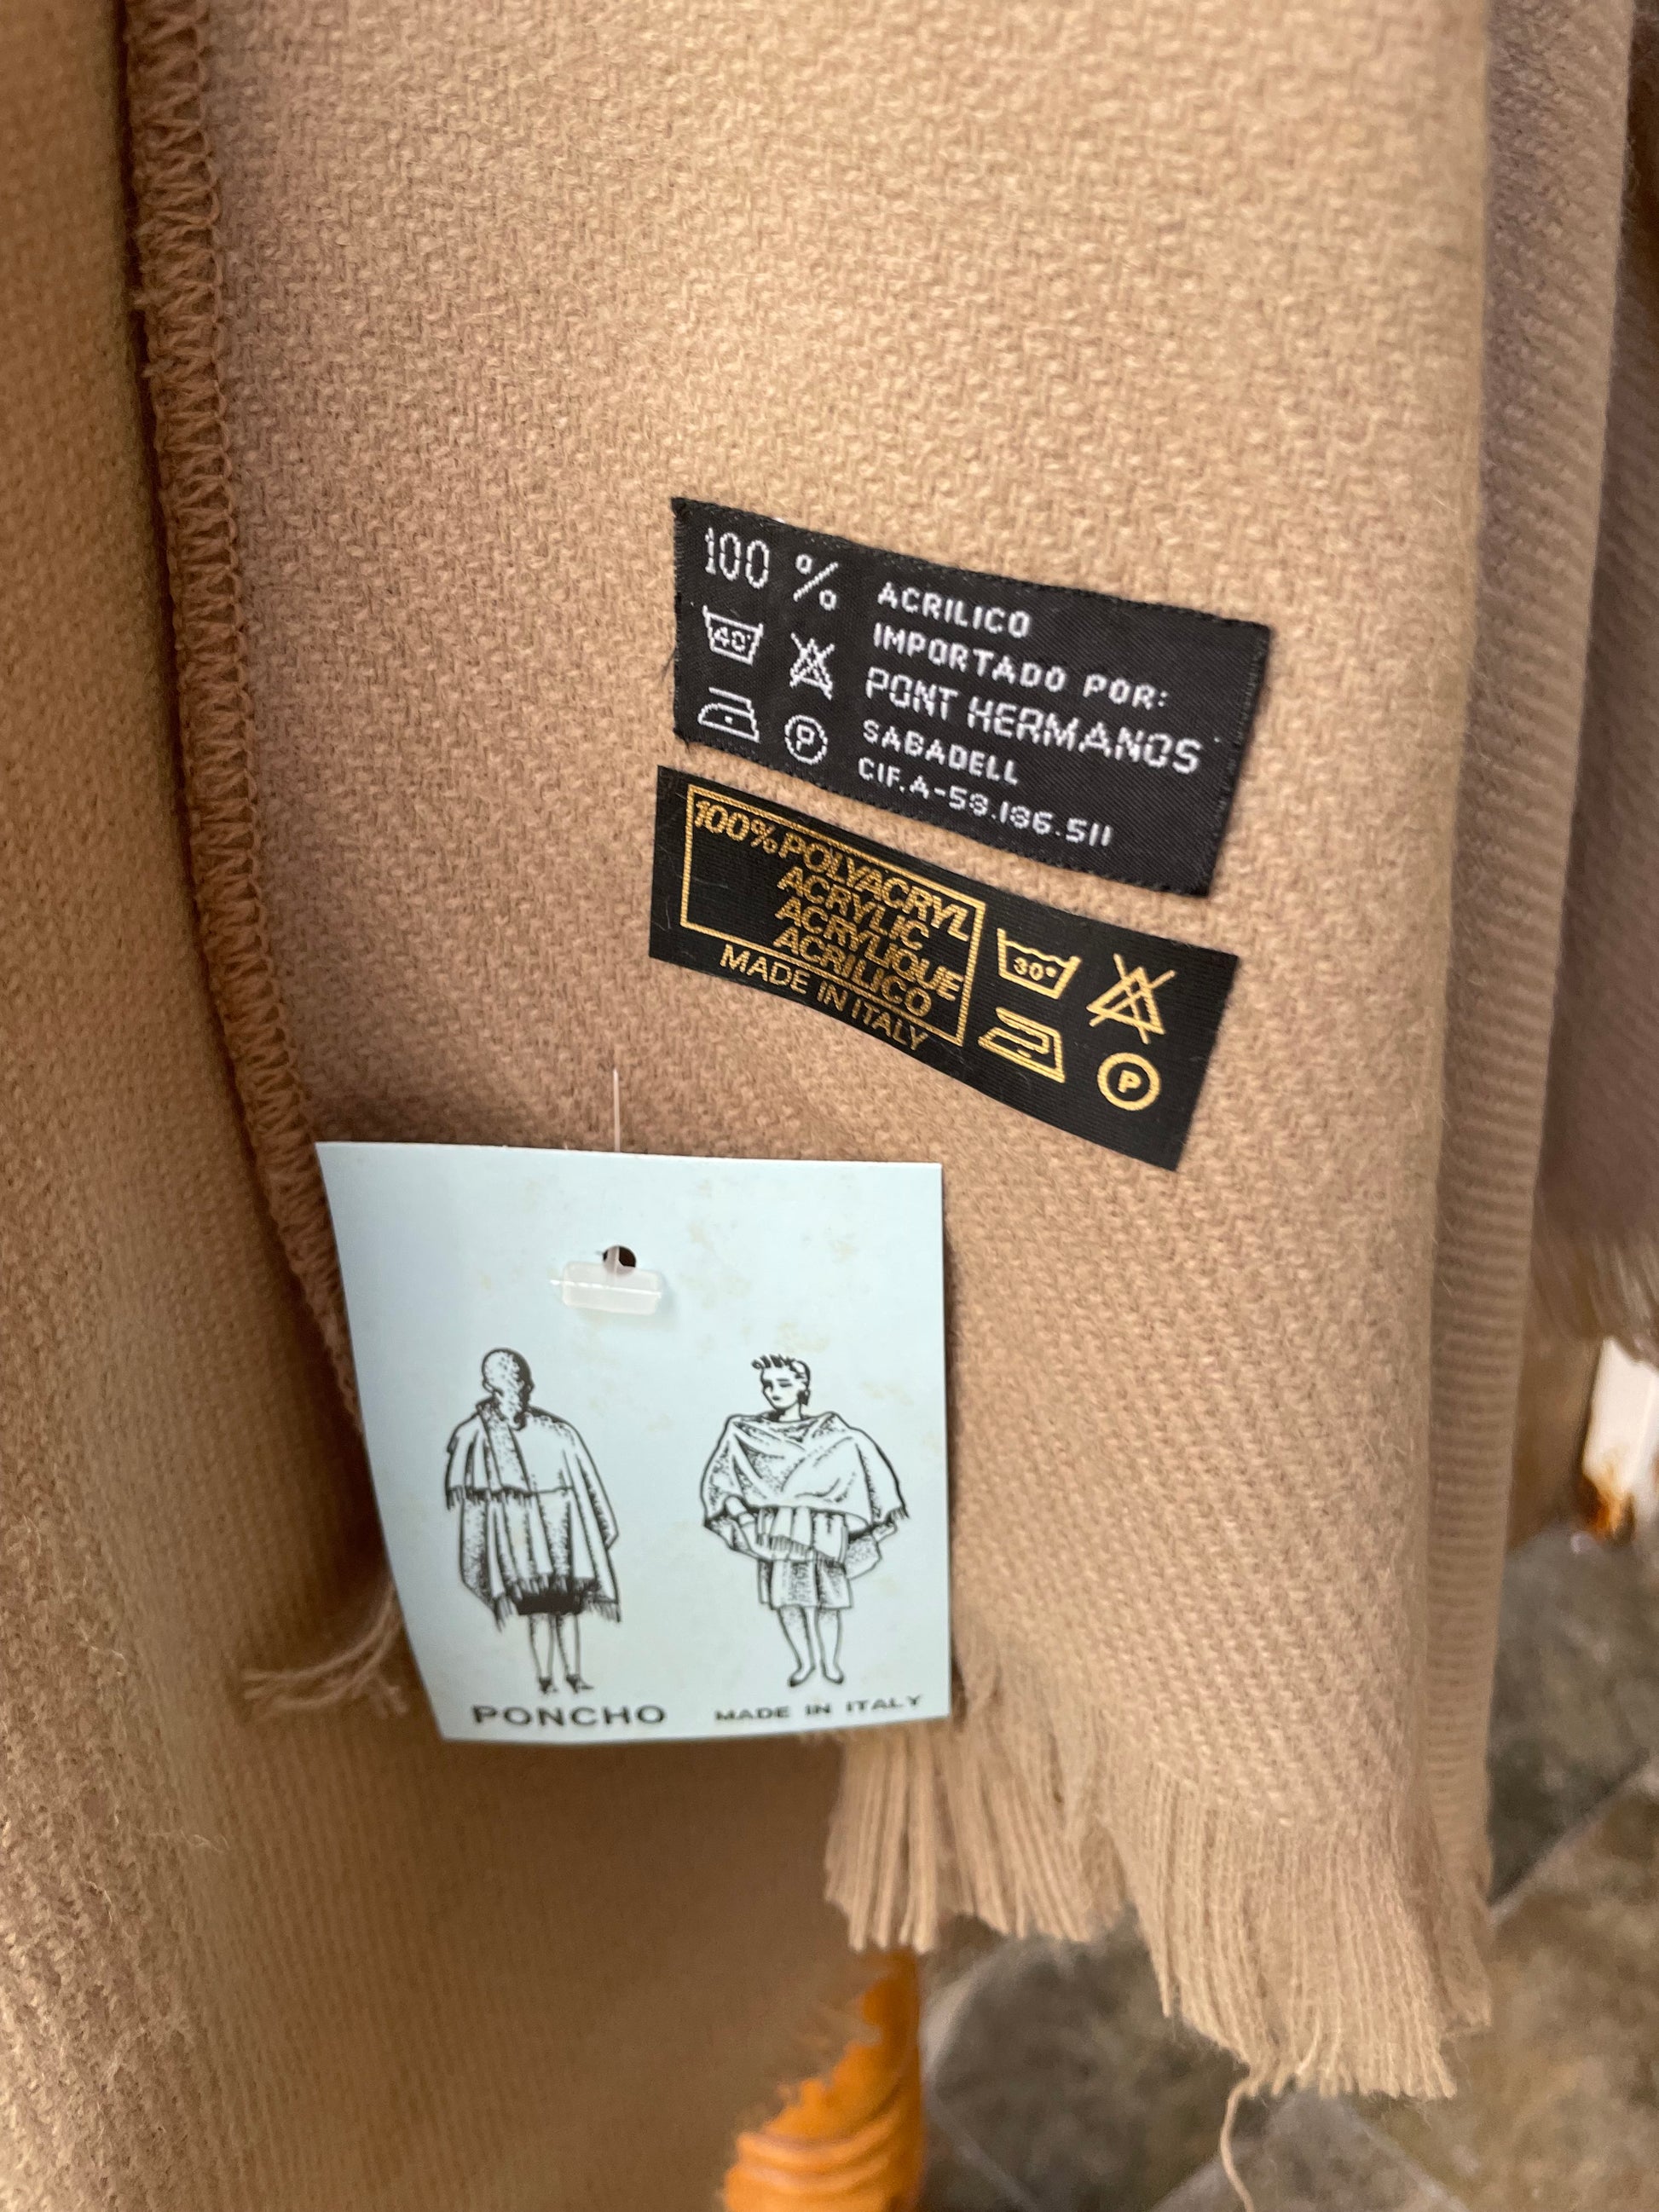 100 %
ACRILICO
IMPORTADO POR:
40°
PONT HERMANOS
SABADELL
P
CIF. A-58.136.511
100% POLYACRYL
ACRYLIC
ACRYLIQUE
ACRILICO
MADE IN ITALY
30°
P
PONCHO MADE IN ITALY